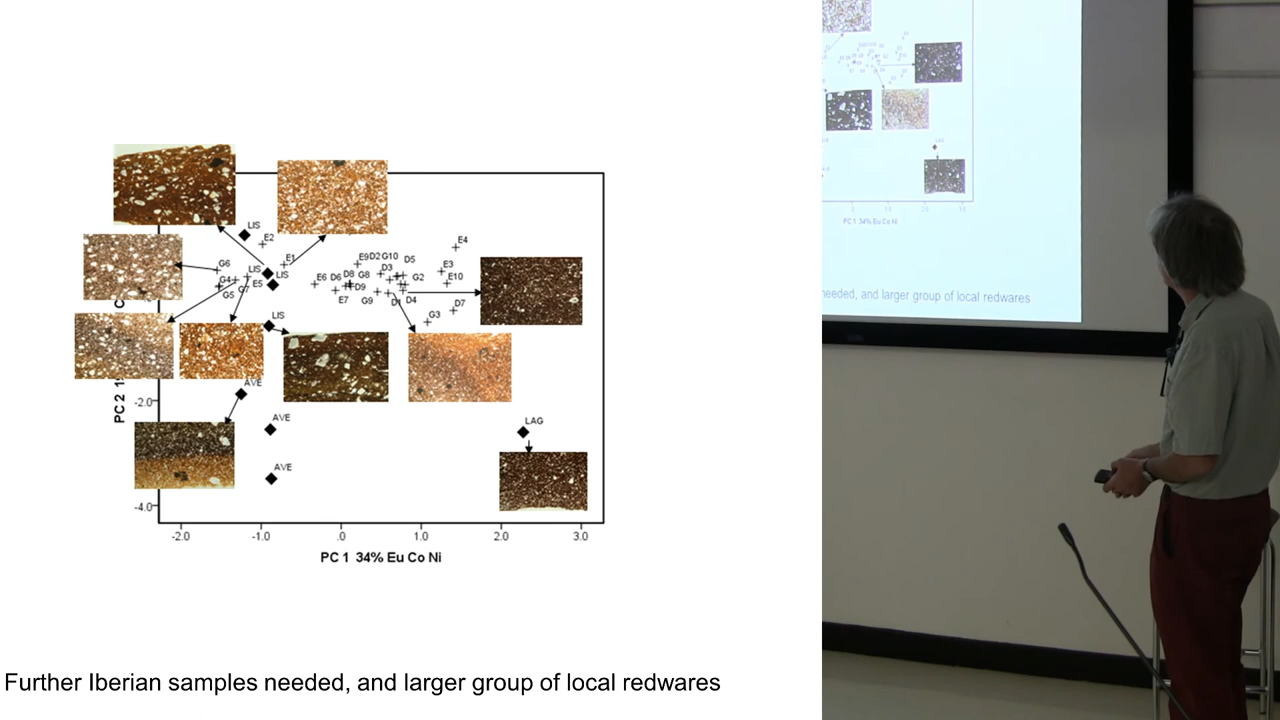 LIS
E2
E1
E4
G6
LIS
LIS
E9 D2 G10
D3
D5
E3
G4
G5
E5
E6
D6
D8
G8
G2
E10
D9
E7
G9
D1
D4
D7
G3
LIS
PC 2 1
-2.0
AVE
AVE
LAG
AVE
-4.0
-2.0
-1.0
.0
1.0
2.0
3.0
PC 1 34% Eu Co Ni
Further Iberian samples needed, and larger group of local redwares
PC 1 34% Eu Co Ni
needed, and larger group of local redwares